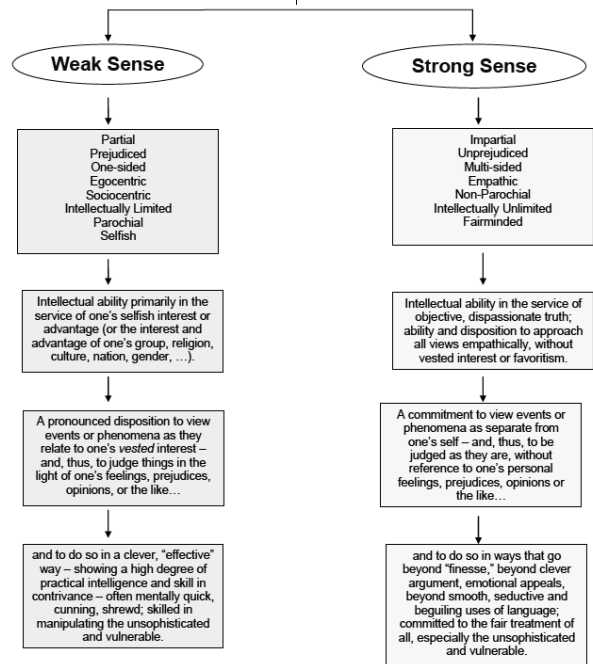 Weak Sense
Partial
Prejudiced
One-sided
Egocentric
Sociocentric
Intellectually Limited
Parochial
Selfish
Intellectual ability primarily in the
service of one's selfish interest or
advantage (or the interest and
advantage of one's group, religion,
culture, nation, gender, …).
A pronounced disposition to view
events or phenomena as they
relate to one's vested interest –
and, thus, to judge things in the
light of one's feelings, prejudices,
opinions, or the like…
and to do so in a clever, “effective”
way – showing a high degree of
practical intelligence and skill in
contrivance – often mentally quick,
cunning, shrewd; skilled in
manipulating the unsophisticated
and vulnerable.
Strong Sense
Impartial
Unprejudiced
Multi-sided
Empathic
Non-Parochial
Intellectually Unlimited
Fairminded
Intellectual ability in the service of
objective, dispassionate truth;
ability and disposition to approach
all views empathically, without
vested interest or favoritism.
A commitment to view events or
phenomena as separate from
one's self – and, thus, to be
judged as they are, without
reference to one's personal
feelings, prejudices, opinions or
the like…
and to do so in ways that go
beyond “finesse,” beyond clever
argument, emotional appeals,
beyond smooth, seductive and
beguiling uses of language;
committed to the fair treatment of
all, especially the unsophisticated
and vulnerable.